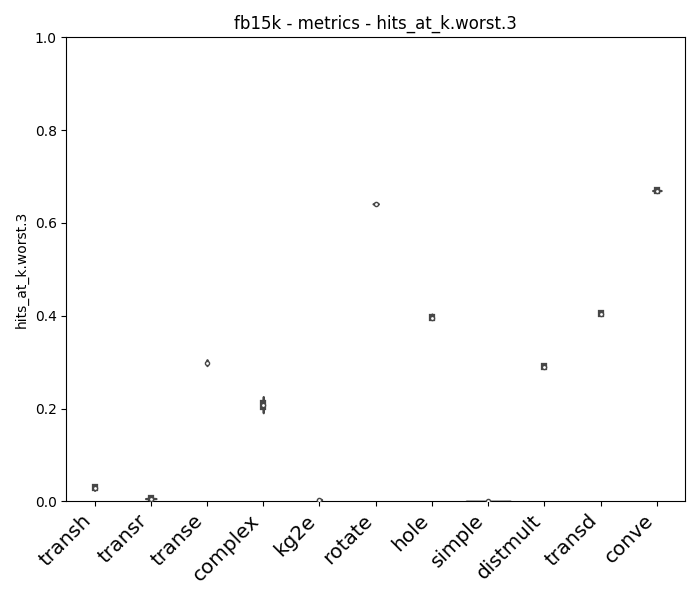 fb15k - metrics - hits_at_k.worst.3
hits_at_k.worst.3
1.0
0.8
0.6
0.4
0.2
0.0
transh
transr
transe
complex
kg2e
rotate
hole
simple
distmult
transd
conve